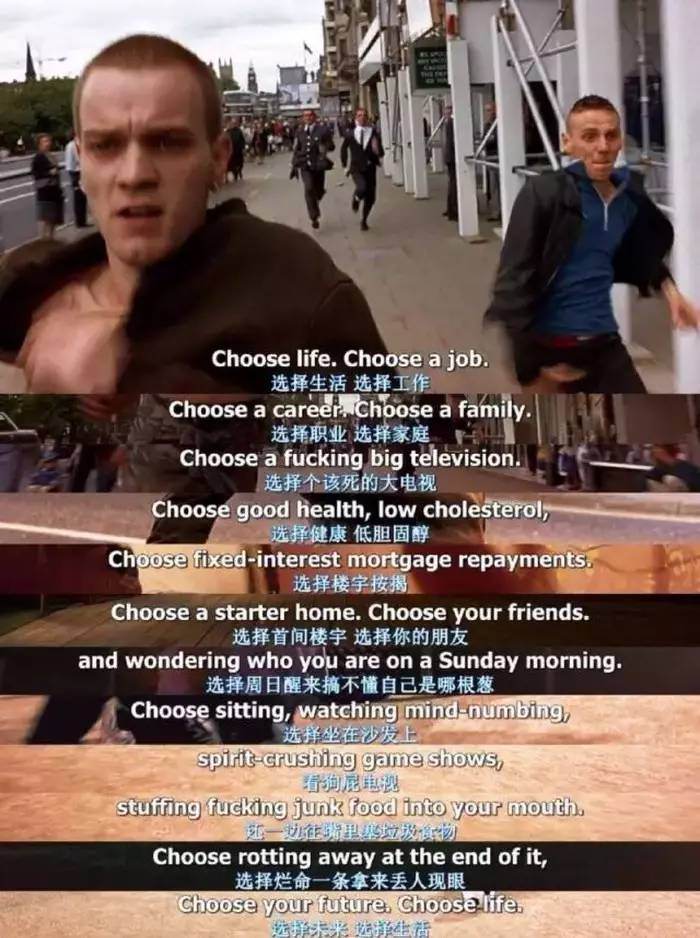 Choose life. Choose a job.
选择生活 选择工作
Choose a career. Choose a family.
选择职业 选择家庭
Choose a fucking big television.
选择个该死的大电视
Choose good health, low cholesterol,
选择健康 低胆固醇
Choose fixed-interest mortgage repayments.
选择楼宇按揭
Choose a starter home. Choose your friends.
选择首间楼宇 选择你的朋友
and wondering who you are on a Sunday morning.
选择周日醒来搞不懂自己是哪根葱
Choose sitting, watching mind-numbing,
选择坐在沙发上
spirit-crushing game shows,
看狗屁电视
stuffing fucking junk food into your mouth.
还一边往嘴里塞垃圾食物
Choose rotting away at the end of it,
选择烂命一条拿来丢人现眼
Choose your future. Choose life.
选择未来 选择生活